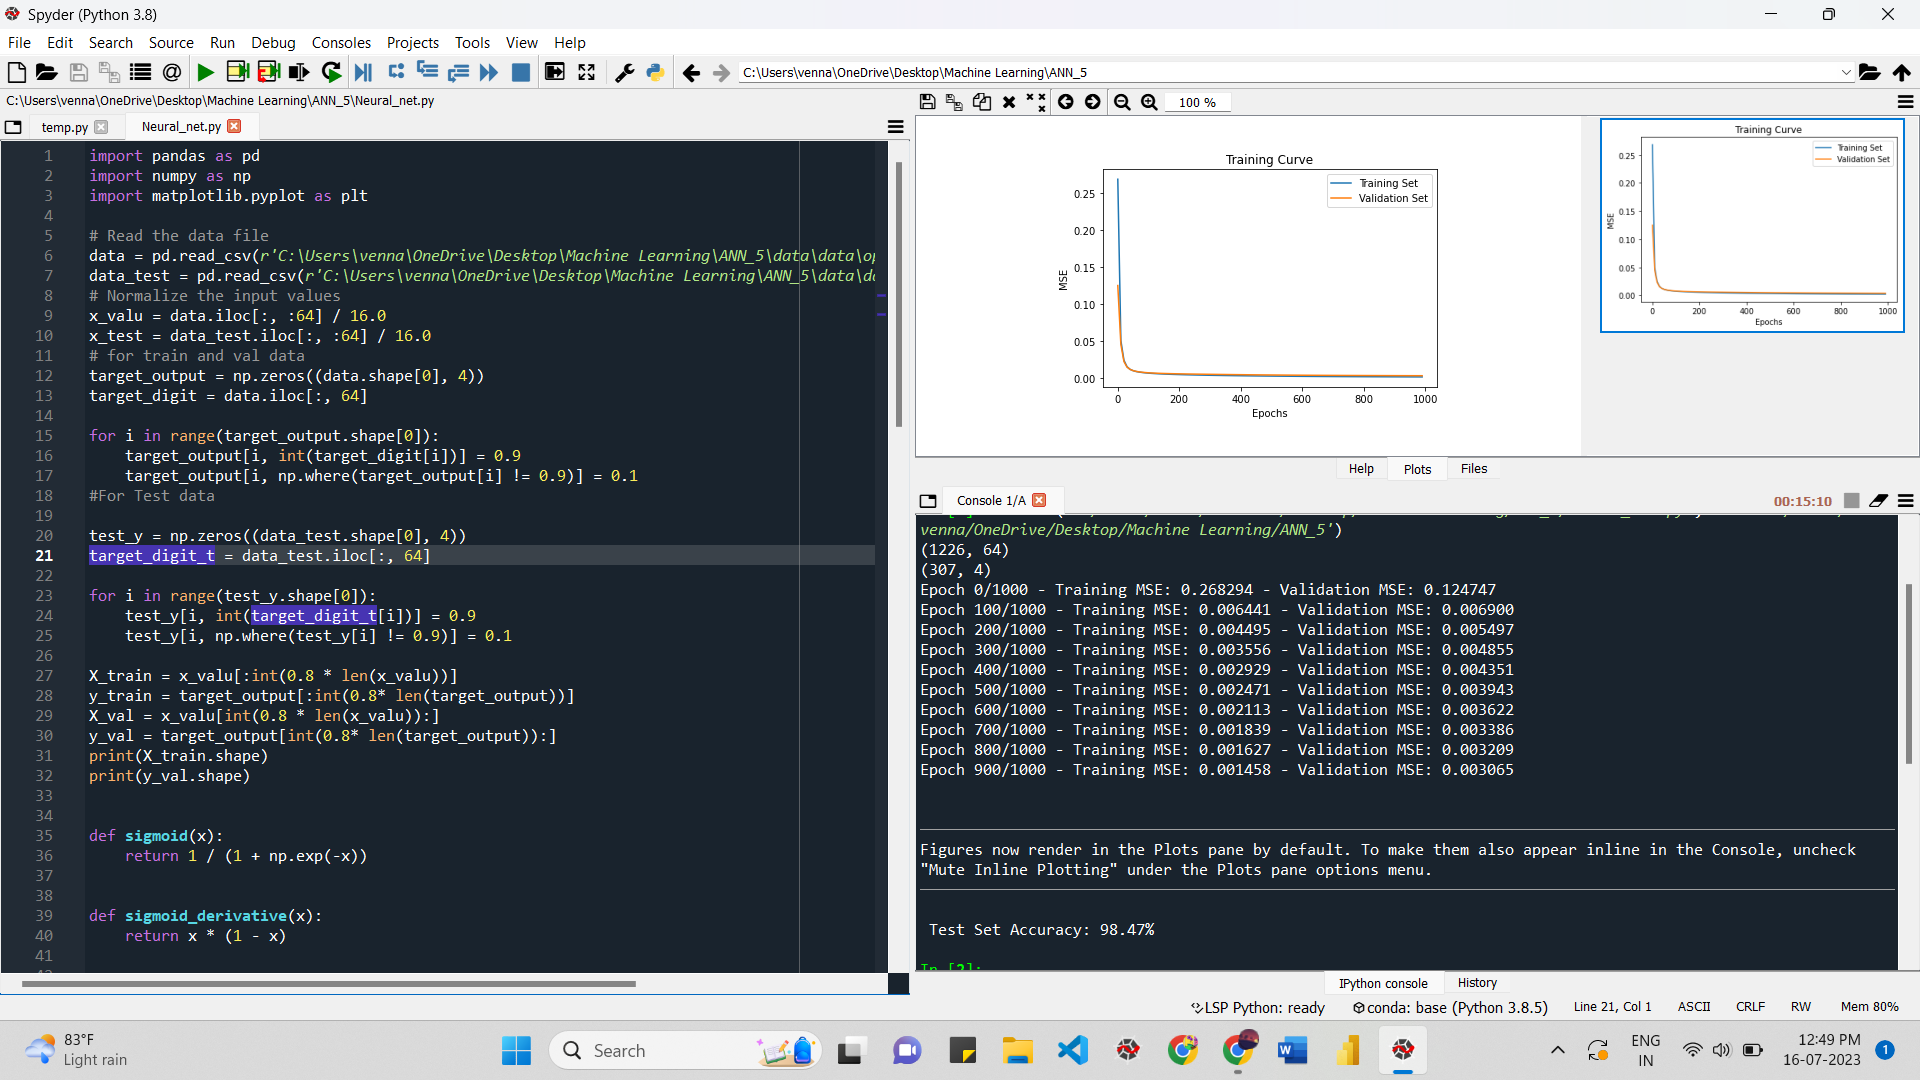 Spyder (Python 3.8)
File Edit Search Source Run Debug Consoles Projects Tools View Help
C:\Users\venna\OneDrive\Desktop\Machine Learning\ANN_5
C:\Users\venna\OneDrive\Desktop\Machine Learning\ANN_5\Neural_net.py
temp.py Neural_net.py
1 import pandas as pd
2 import numpy as np
3 import matplotlib.pyplot as plt
4
5 # Read the data file
6 data = pd.read_csv(r'C:\Users\venna\OneDrive\Desktop\Machine Learning\ANN_5\data\data\op
7 data_test = pd.read_csv(r'C:\Users\venna\OneDrive\Desktop\Machine Learning\ANN_5\data\da
8 # Normalize the input values
9 x_valu = data.iloc[:, :64] / 16.0
10 x_test = data_test.iloc[:, :64] / 16.0
11 # for train and val data
12 target_output = np.zeros((data.shape[0], 4))
13 target_digit = data.iloc[:, 64]
14
15 for i in range(target_output.shape[0]):
16 target_output[i, int(target_digit[i])] = 0.9
17 target_output[i, np.where(target_output[i] != 0.9)] = 0.1
18 #For Test data
19
20 test_y = np.zeros((data_test.shape[0], 4))
21 target_digit_t = data_test.iloc[:, 64]
22
23 for i in range(test_y.shape[0]):
24 test_y[i, int(target_digit_t[i])] = 0.9
25 test_y[i, np.where(test_y[i] != 0.9)] = 0.1
26
27 X_train = x_valu[:int(0.8 * len(x_valu))]
28 y_train = target_output[:int(0.8* len(target_output))]
29 X_val = x_valu[int(0.8 * len(x_valu)):]
30 y_val = target_output[int(0.8* len(target_output)):]
31 print(X_train.shape)
32 print(y_val.shape)
33
34
35 def sigmoid(x):
36 return 1 / (1 + np.exp(-x))
37
38
39 def sigmoid_derivative(x):
40 return x * (1 - x)
41
100 %
Training Curve
Training Set
Validation Set
MSE
0.25
0.20
0.15
0.10
0.05
0.00
0 200 400 600 800 1000
Epochs
Training Curve
Training Set
Validation Set
MSE
0.25
0.20
0.15
0.10
0.05
0.00
0 200 400 600 800 1000
Epochs
Help Plots Files
Console 1/A 00:15:10
venna/OneDrive/Desktop/Machine Learning/ANN_5')
(1226, 64)
(307, 4)
Epoch 0/1000 - Training MSE: 0.268294 - Validation MSE: 0.124747
Epoch 100/1000 - Training MSE: 0.006441 - Validation MSE: 0.006900
Epoch 200/1000 - Training MSE: 0.004495 - Validation MSE: 0.005497
Epoch 300/1000 - Training MSE: 0.003556 - Validation MSE: 0.004855
Epoch 400/1000 - Training MSE: 0.002929 - Validation MSE: 0.004351
Epoch 500/1000 - Training MSE: 0.002471 - Validation MSE: 0.003943
Epoch 600/1000 - Training MSE: 0.002113 - Validation MSE: 0.003622
Epoch 700/1000 - Training MSE: 0.001839 - Validation MSE: 0.003386
Epoch 800/1000 - Training MSE: 0.001627 - Validation MSE: 0.003209
Epoch 900/1000 - Training MSE: 0.001458 - Validation MSE: 0.003065
Figures now render in the Plots pane by default. To make them also appear inline in the Console, uncheck
"Mute Inline Plotting" under the Plots pane options menu.
Test Set Accuracy: 98.47%
In [2]:
IPython console History
LSP Python: ready conda: base (Python 3.8.5) Line 21, Col 1 ASCII CRLF RW Mem 80%
83°F
Light rain
Search
ENG
IN
12:49 PM
16-07-2023
1